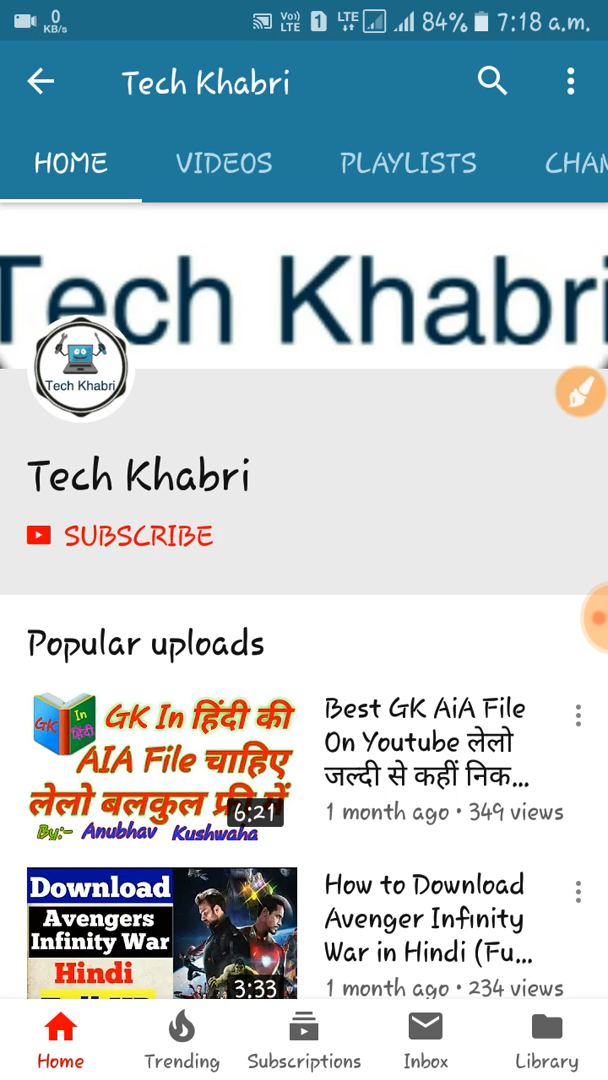 0
KB/s
Vo))
LTE
1
LTE
84%
7:18 a.m.
Tech Khabri
HOME
VIDEOS
PLAYLISTS
CHAN
Tech Khabri
Tech Khabri
Tech Khabri
SUBSCRIBE
Popular uploads
GK
In
हिंदी
GK In हिंदी की
AIA File चाहिए
लेलो बलकुल फ्री में
By:- Anubhav Kushwaha
6:21
Best GK AiA File
On Youtube लेलो
जल्दी से कहीं निक...
1 month ago • 349 views
Download
Avengers
Infinity War
Hindi
3:33
How to Download
Avenger Infinity
War in Hindi (Fu...
1 month ago • 234 views
Home
Trending
Subscriptions
Inbox
Library